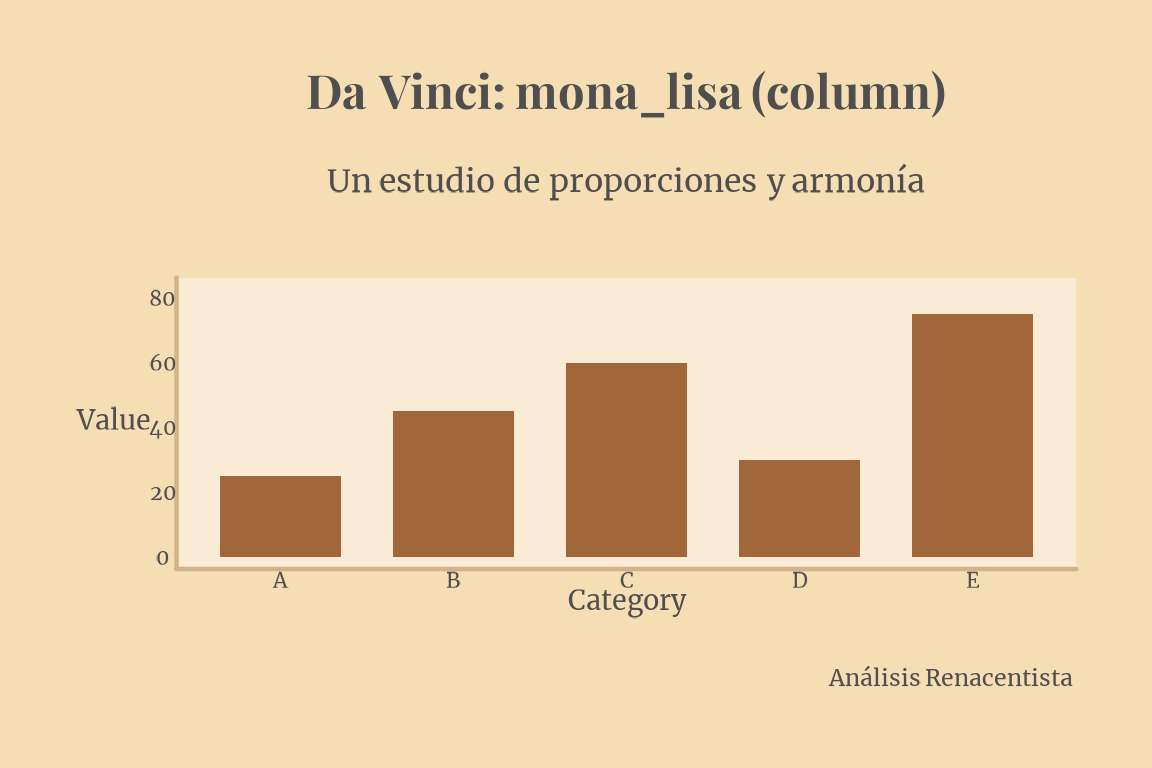 Da Vinci: mona_lisa (column)
Un estudio de proporciones y armonía
80
60
Value
40
20
0
A B C D E
Category
Análisis Renacentista